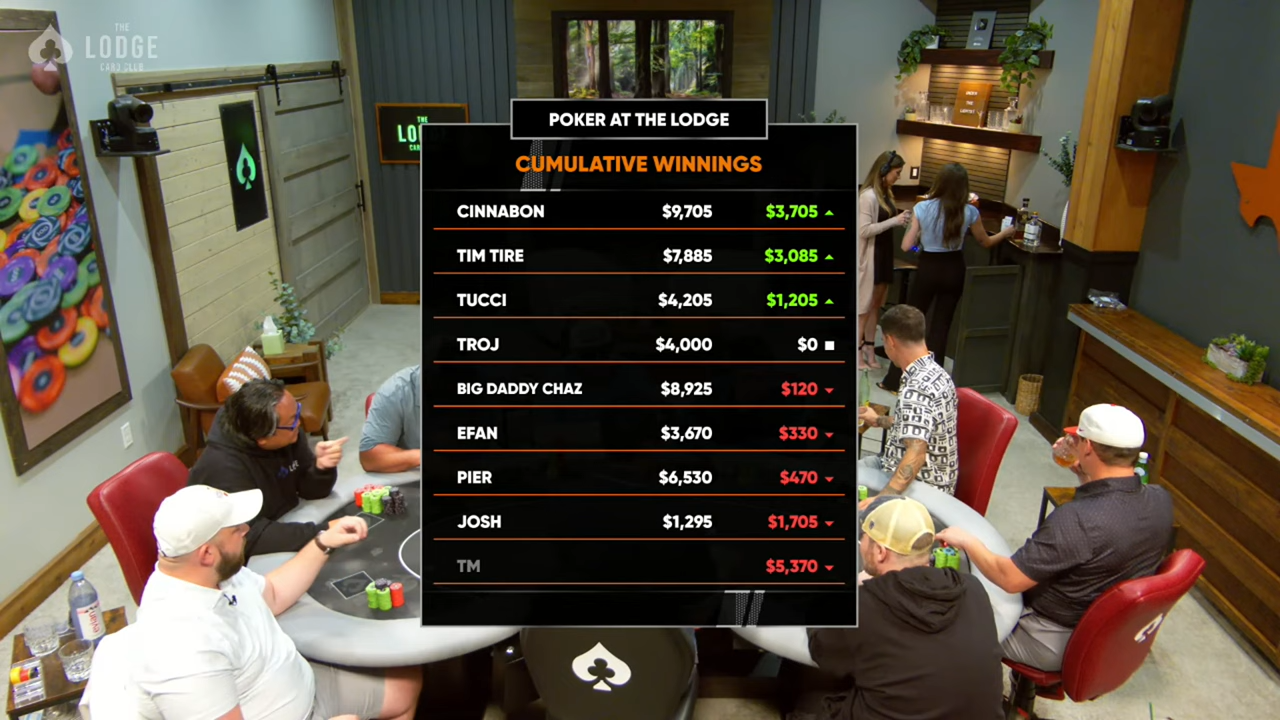 THE
LODGE
CARD CLUB
THE
POKER AT THE LODGE
CUMULATIVE WINNINGS
CINNABON $9,705 $3,705
TIM TIRE $7,885 $3,085
TUCCI $4,205 $1,205
TROJ $4,000 $0
BIG DADDY CHAZ $8,925 $120
EFAN $3,670 $330
PIER $6,530 $470
JOSH $1,295 $1,705
TM $5,370
evian